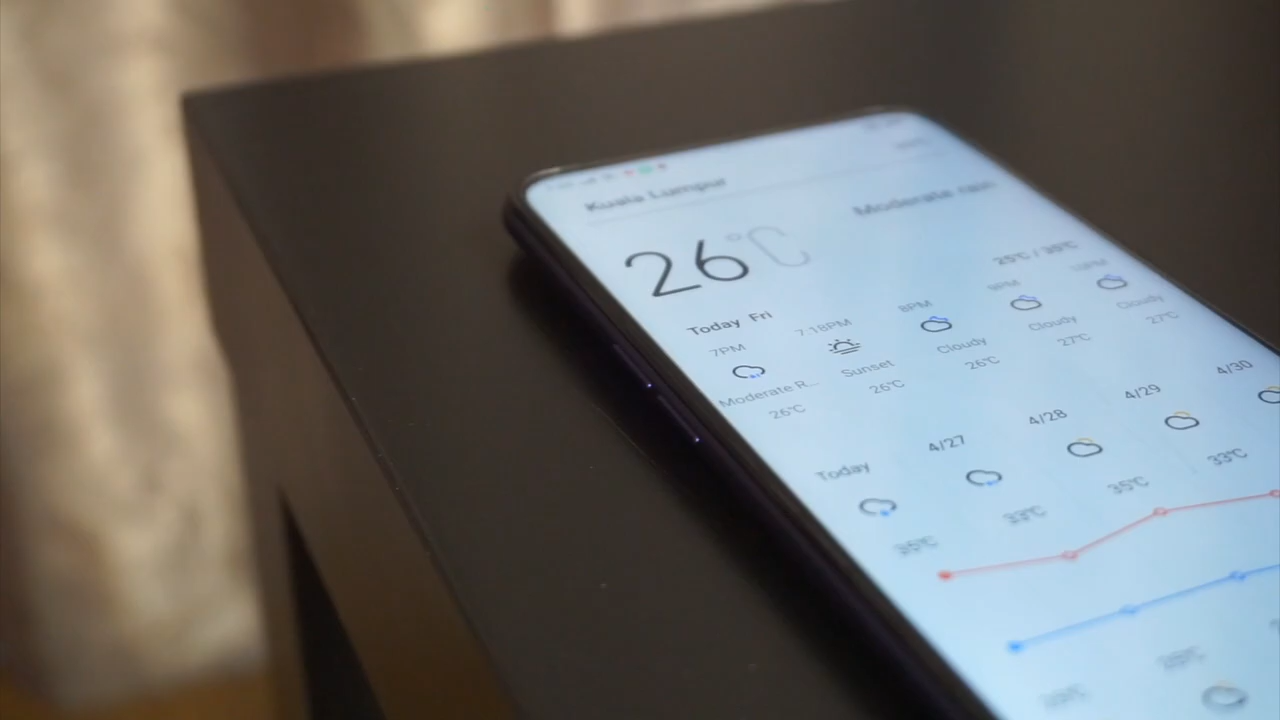 Kuala Lumpur
26°C
Moderate rain
25°C / 35°C
Today Fri
7PM 7:18PM 8PM 9PM 10PM
Moderate R... Sunset Cloudy Cloudy Cloudy
26°C 26°C 26°C 27°C 27°C
Today 4/27 4/28 4/29 4/30
35°C 33°C 35°C 33°C